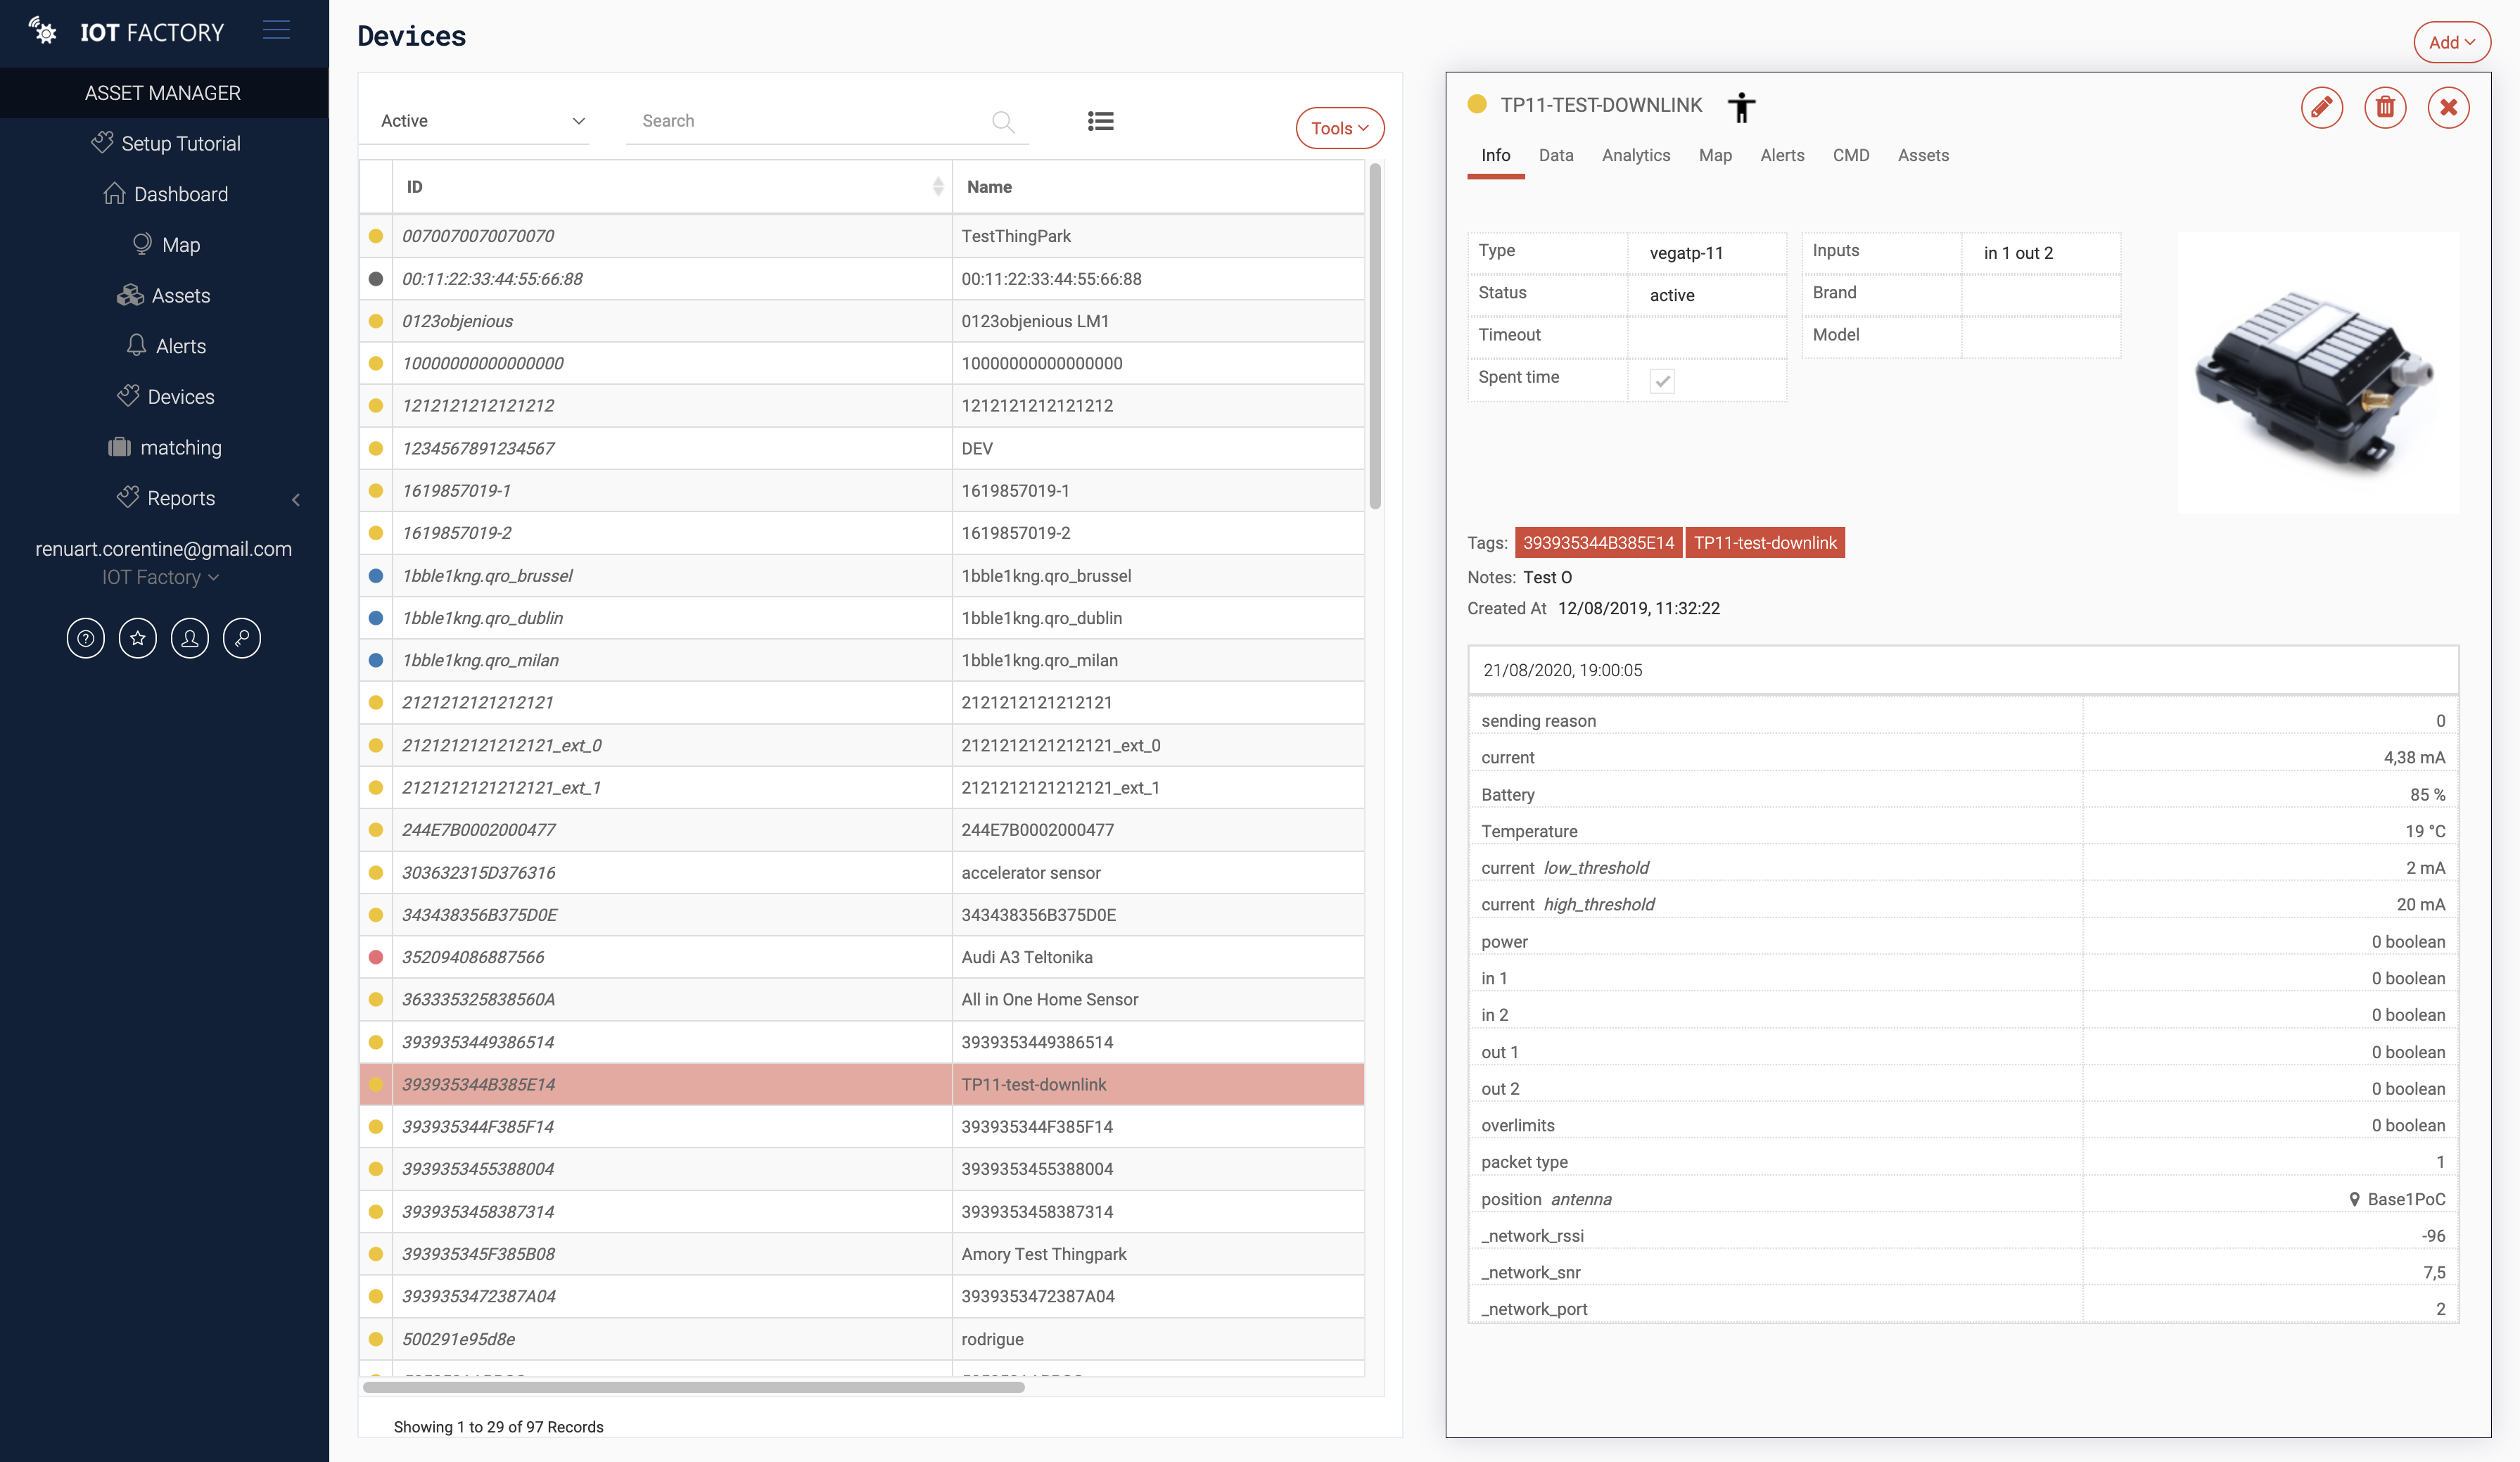 IOT FACTORY
ASSET MANAGER
Setup Tutorial
Dashboard
Map
Assets
Alerts
Devices
matching
Reports
renuart.corentine@gmail.com
IOT Factory
Devices
Add
Active
Search
Tools
ID Name
0070070070070070 TestThingPark
00:11:22:33:44:55:66:88 00:11:22:33:44:55:66:88
0123objenious 0123objenious LM1
10000000000000000 10000000000000000
1212121212121212 1212121212121212
1234567891234567 DEV
1619857019-1 1619857019-1
1619857019-2 1619857019-2
1bble1kng.qro_brussel 1bble1kng.qro_brussel
1bble1kng.qro_dublin 1bble1kng.qro_dublin
1bble1kng.qro_milan 1bble1kng.qro_milan
2121212121212121 2121212121212121
2121212121212121_ext_0 2121212121212121_ext_0
2121212121212121_ext_1 2121212121212121_ext_1
244E7B0002000477 244E7B0002000477
303632315D376316 accelerator sensor
343438356B375D0E 343438356B375D0E
352094086887566 Audi A3 Teltonika
363335325838560A All in One Home Sensor
3939353449386514 3939353449386514
393935344B385E14 TP11-test-downlink
393935344F385F14 393935344F385F14
3939353455388004 3939353455388004
3939353458387314 3939353458387314
393935345F385B08 Amory Test Thingpark
3939353472387A04 3939353472387A04
500291e95d8e rodrigue
Showing 1 to 29 of 97 Records
TP11-TEST-DOWNLINK
Info Data Analytics Map Alerts CMD Assets
Type vegatp-11 Inputs in 1 out 2
Status active Brand
Timeout Model
Spent time
Tags: 393935344B385E14 TP11-test-downlink
Notes: Test O
Created At 12/08/2019, 11:32:22
21/08/2020, 19:00:05
sending reason 0
current 4,38 mA
Battery 85 %
Temperature 19 °C
current low_threshold 2 mA
current high_threshold 20 mA
power 0 boolean
in 1 0 boolean
in 2 0 boolean
out 1 0 boolean
out 2 0 boolean
overlimits 0 boolean
packet type 1
position antenna Base1PoC
_network_rssi -96
_network_snr 7,5
_network_port 2